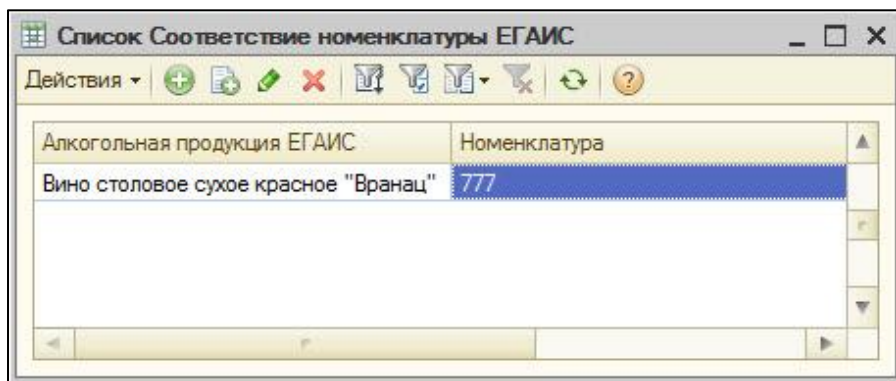 Список Соответствие номенклатуры ЕГАИС
Действия
Алкогольная продукция ЕГАИС Номенклатура
Вино столовое сухое красное "Вранац" 777